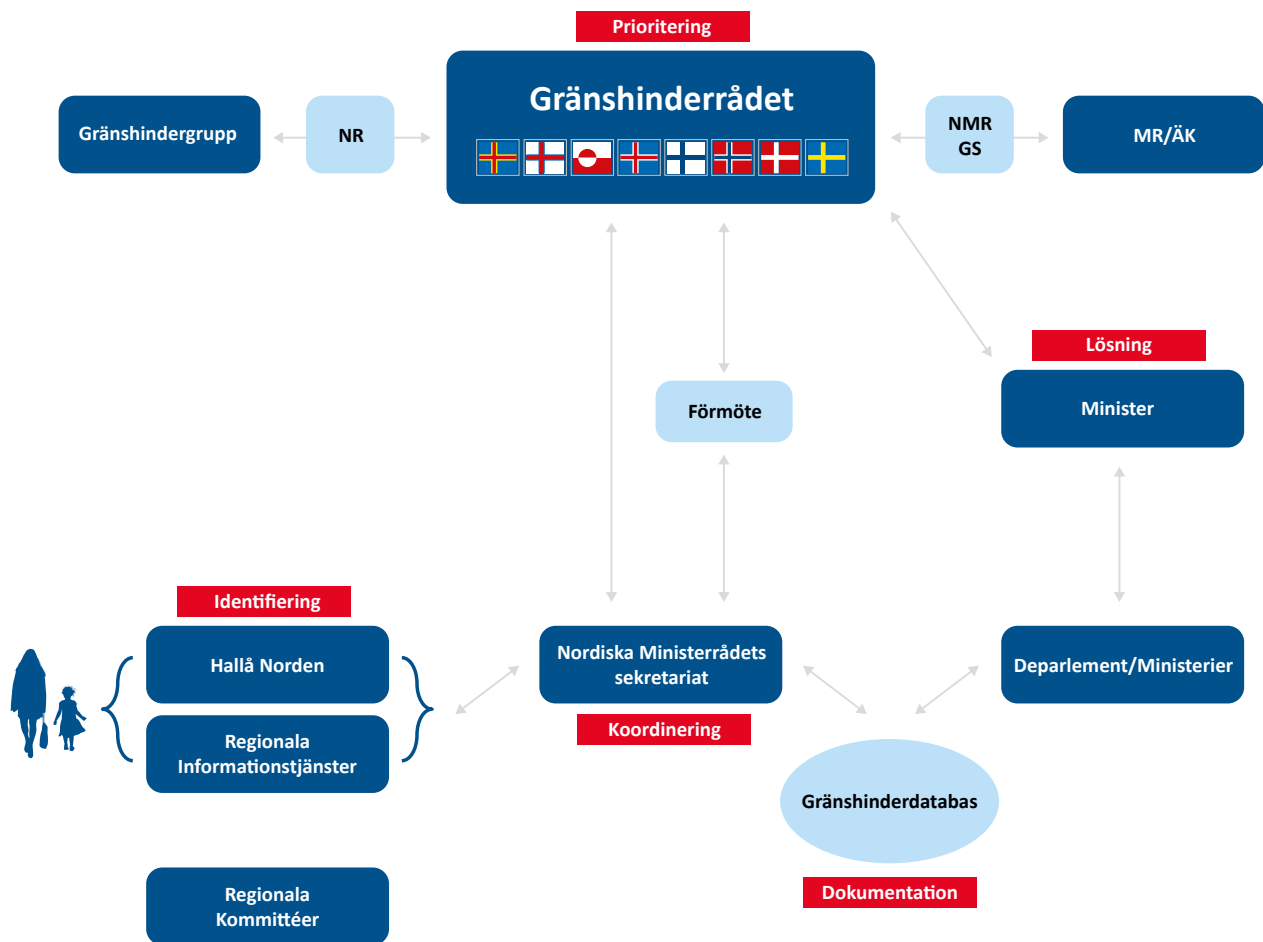 Prioritering
Gränshinderrådet
Gränshindergrupp
NR
NMR
GS
MR/ÄK
Lösning
Minister
Förmöte
Identifiering
Hallå Norden
Regionala
Informationstjänster
Regionala
Kommittéer
Nordiska Ministerrådets
sekretariat
Koordinering
Deparlement/Ministerier
Gränshinderdatabas
Dokumentation